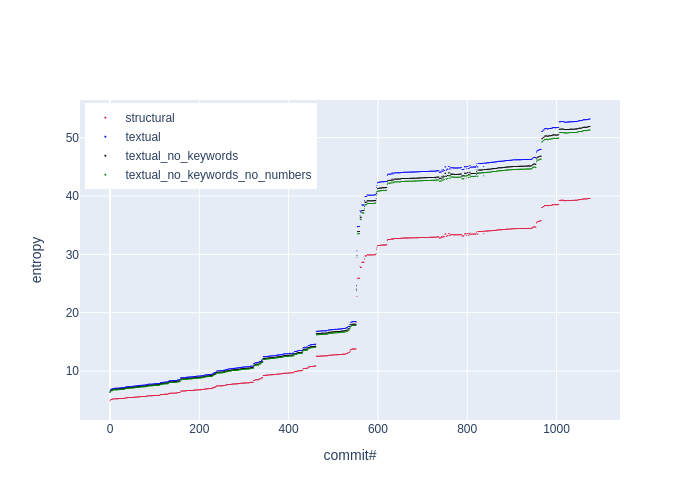 structural
textual
textual_no_keywords
textual_no_keywords_no_numbers
50
40
30
20
10
entropy
0 200 400 600 800 1000
commit#